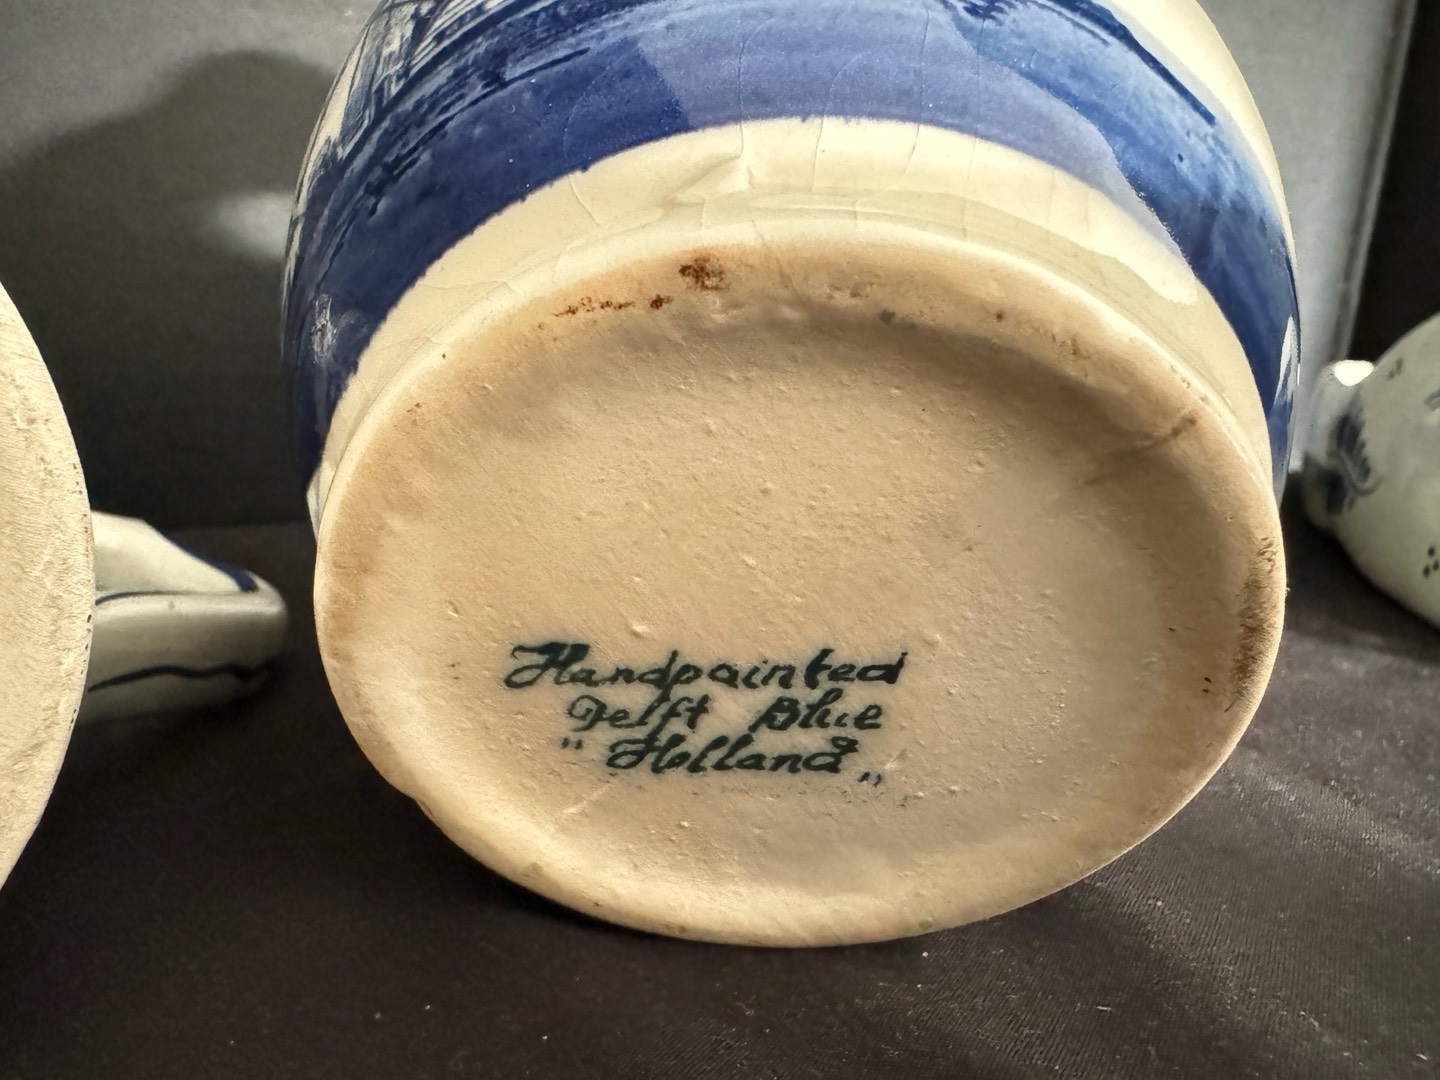 Handpainted
Delft Blue
"Holland„